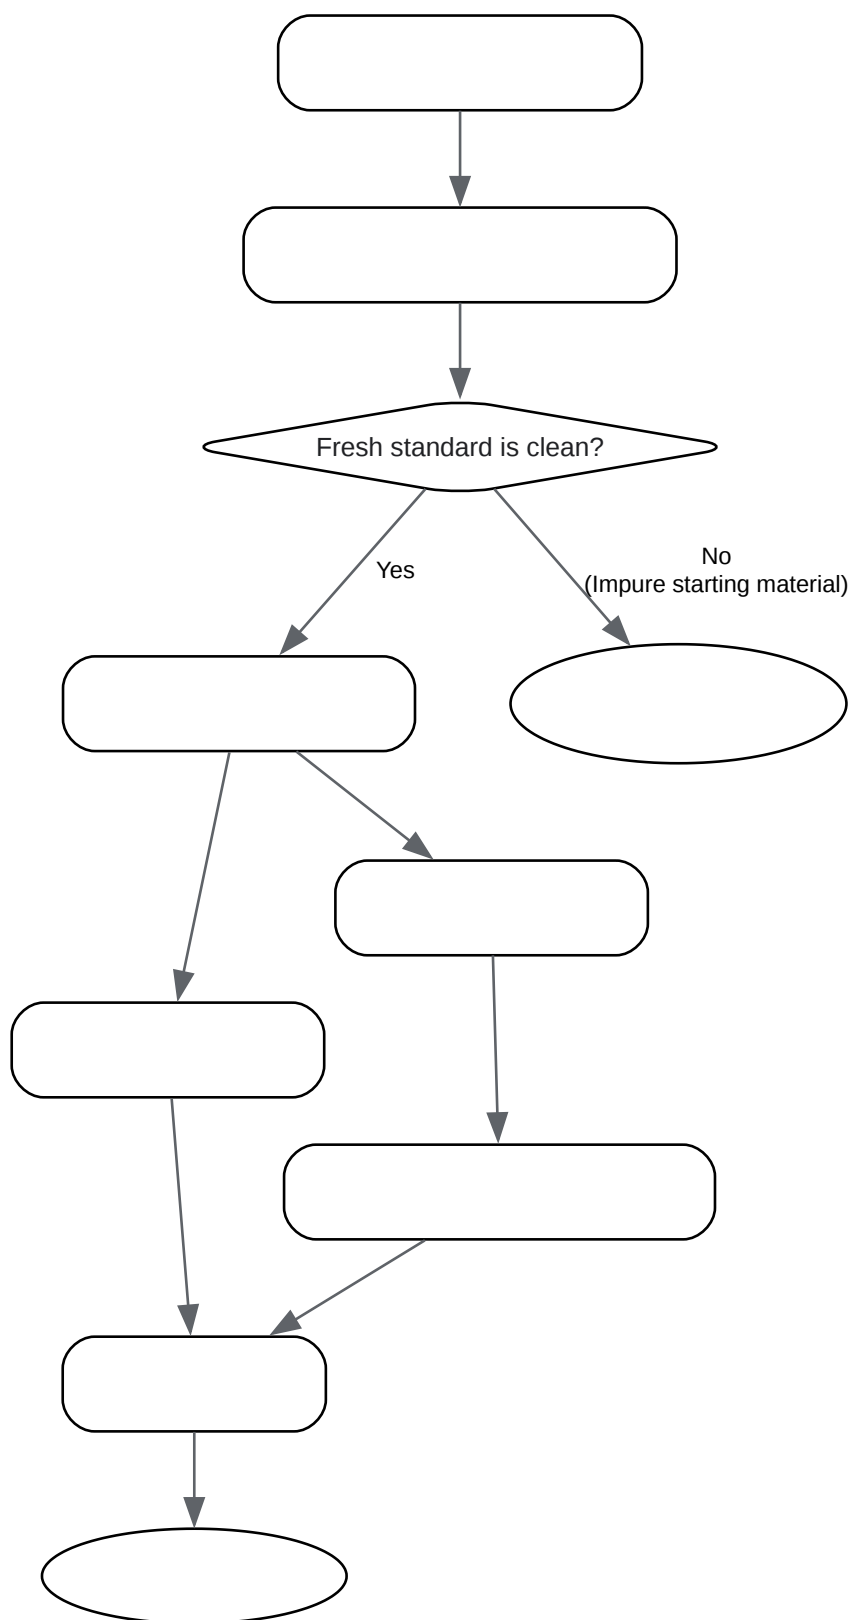 Fresh standard is clean?
Yes
No
(Impure starting material)